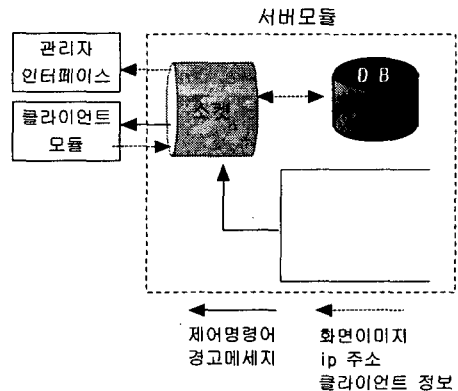 서버모듈
관리자
인터페이스
클라이언트
모듈
소켓
D B
제어명령어
경고메세지
화면이미지
ip 주소
클라이언트 정보